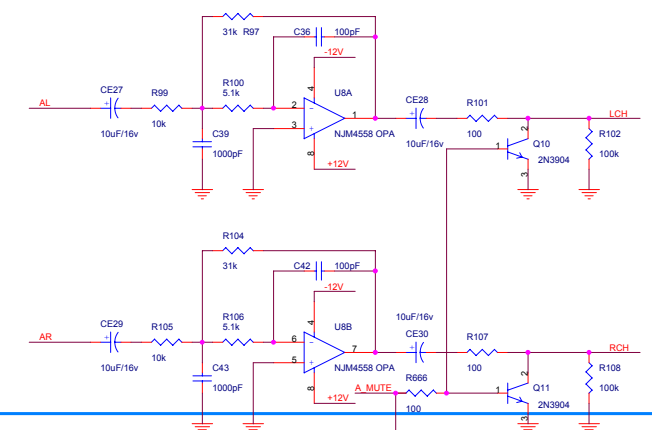 31k R97
C36 100pF
-12V
CE27
R99
R100
5.1k
4
U8A
CE28
R101
AL
2
1
LCH
3
C39
1000pF
10uF/16v
10k
8
NJM4558 OPA
10uF/16v
100
2
1
Q10
2N3904
R102
100k
+12V
3
R104
31k
C42 100pF
-12V
CE29
R105
R106
5.1k
4
U8B
10uF/16v
CE30
R107
AR
6
7
RCH
5
C43
1000pF
10uF/16v
10k
8
NJM4558 OPA
100
2
R666
A_MUTE
100
1
Q11
2N3904
R108
100k
+12V
3